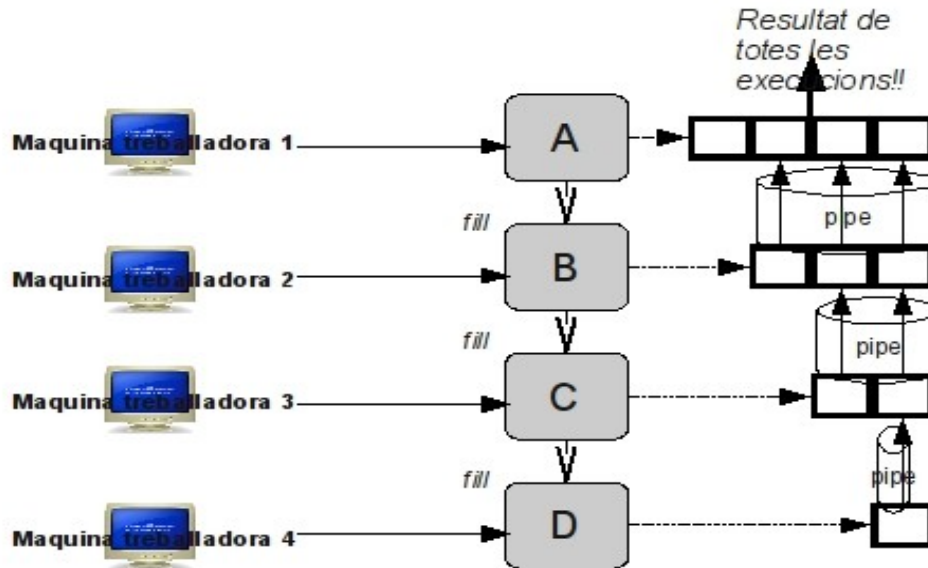 Resultat de
totes les
execucions!!
Maquina treballadora 1
A
fill
pipe
Maquina treballadora 2
B
fill
pipe
Maquina treballadora 3
C
fill
pipe
Maquina treballadora 4
D